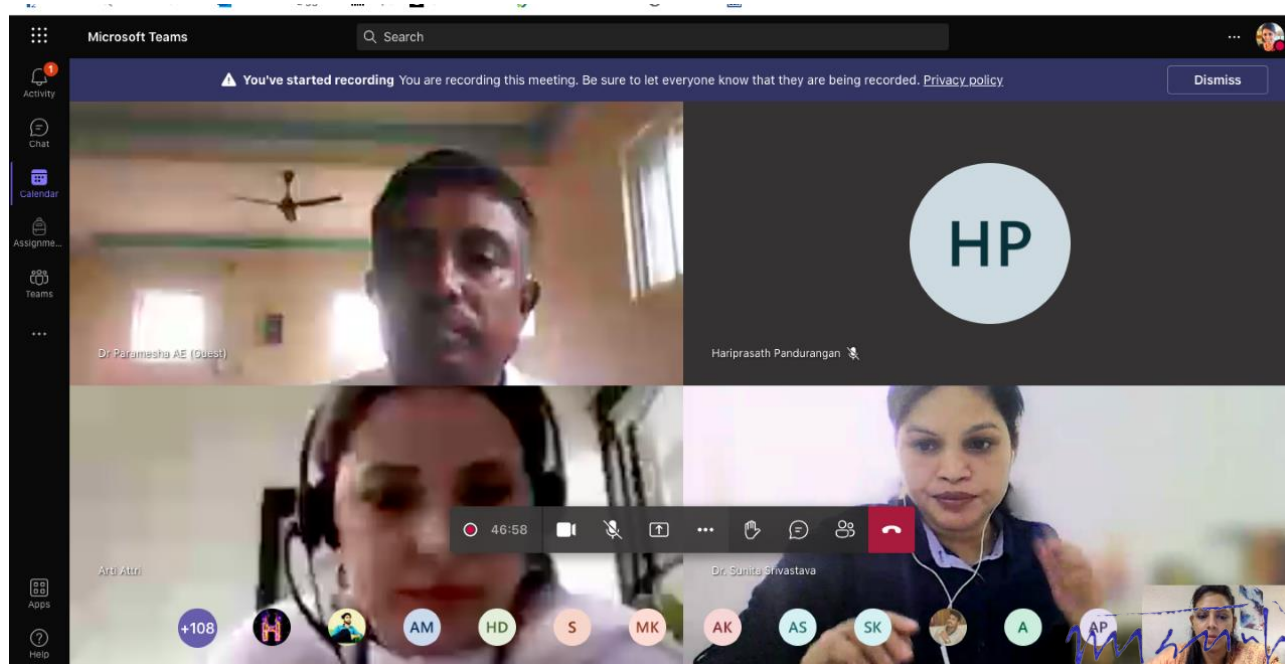 Microsoft Teams
Search
1
Activity
Chat
Calendar
Assignme...
Teams
Apps
Help
You've started recording You are recording this meeting. Be sure to let everyone know that they are being recorded. Privacy policy
Dismiss
Dr Paramesha AE (Guest)
HP
Hariprasath Pandurangan
Arti Attri
46:58
Dr. Sunita Srivastava
+108
H
AM
HD
S
MK
AK
AS
SK
A
AP